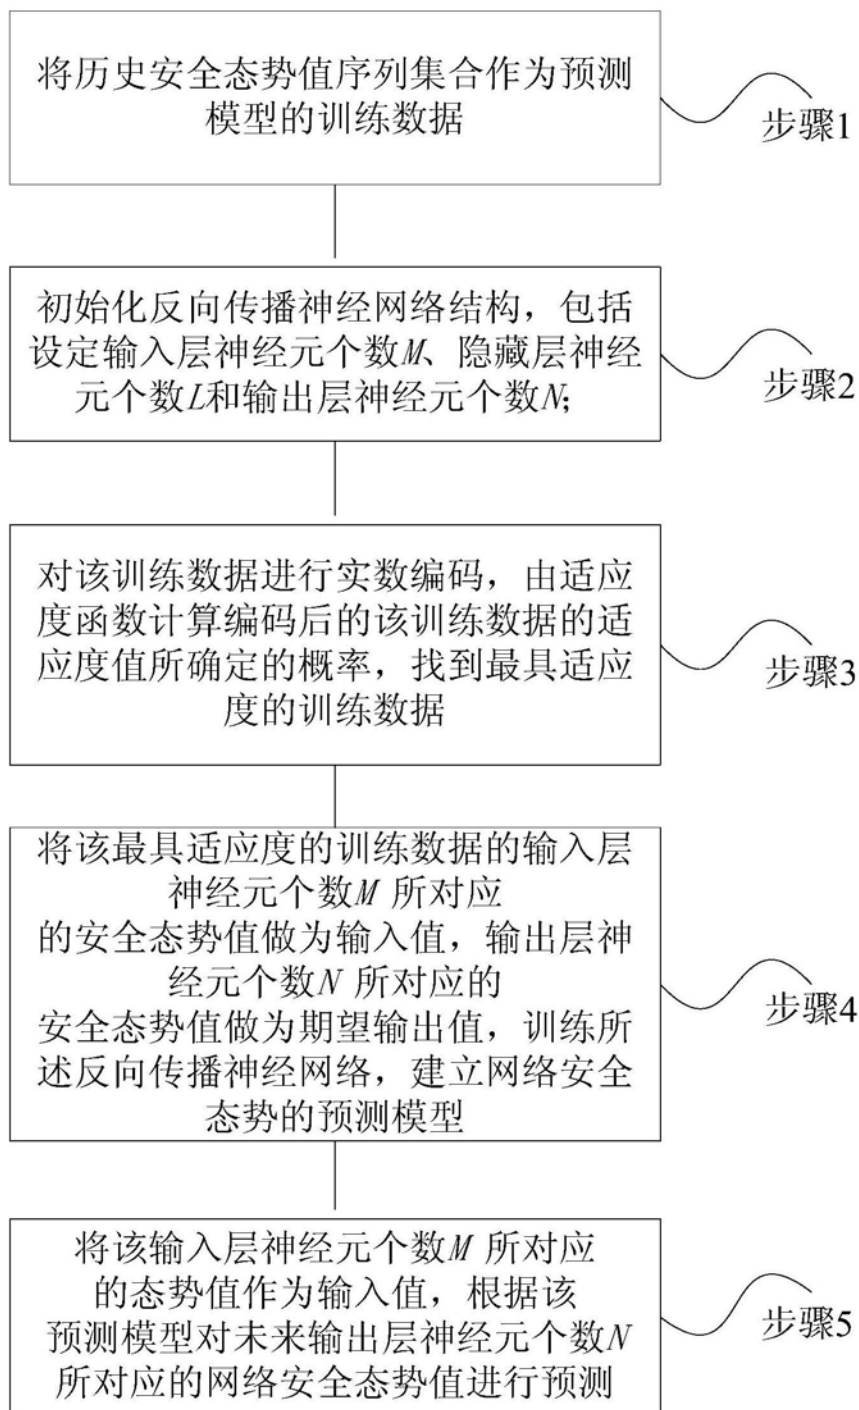 将历史安全态势值序列集合作为预测
模型的训练数据
步骤1
初始化反向传播神经网络结构，包括
设定输入层神经元个数M、隐藏层神经
元个数L和输出层神经元个数N;
步骤2
对该训练数据进行实数编码，由适应
度函数计算编码后的该训练数据的适
应度值所确定的概率，找到最具适应
度的训练数据
步骤3
将该最具适应度的训练数据的输入层
神经元个数M 所对应
的安全态势值做为输入值，输出层神
经元个数N 所对应的
安全态势值做为期望输出值，训练所
述反向传播神经网络，建立网络安全
态势的预测模型
步骤4
将该输入层神经元个数M 所对应
的态势值作为输入值，根据该
预测模型对未来输出层神经元个数N
所对应的网络安全态势值进行预测
步骤5